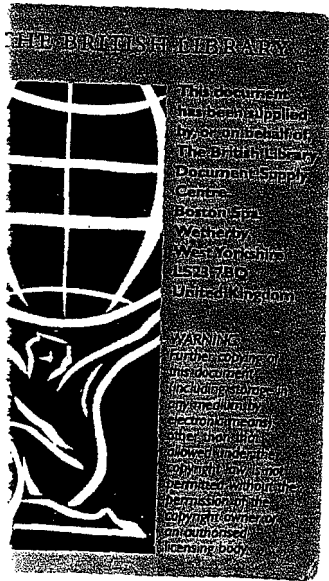 THE BRITISH LIBRARY
This document
has been supplied
by, or on behalf of,
The British Library
Document Supply
Centre
Boston Spa,
Wetherby,
West Yorkshire
LS23 7BQ
United Kingdom
WARNING:
Further copying of
this document
(including storage in
any medium by
electronic means)
other than that
allowed under the
copyright law is not
permitted without the
permission of the
copyright owner or
an authorised
licensing body.